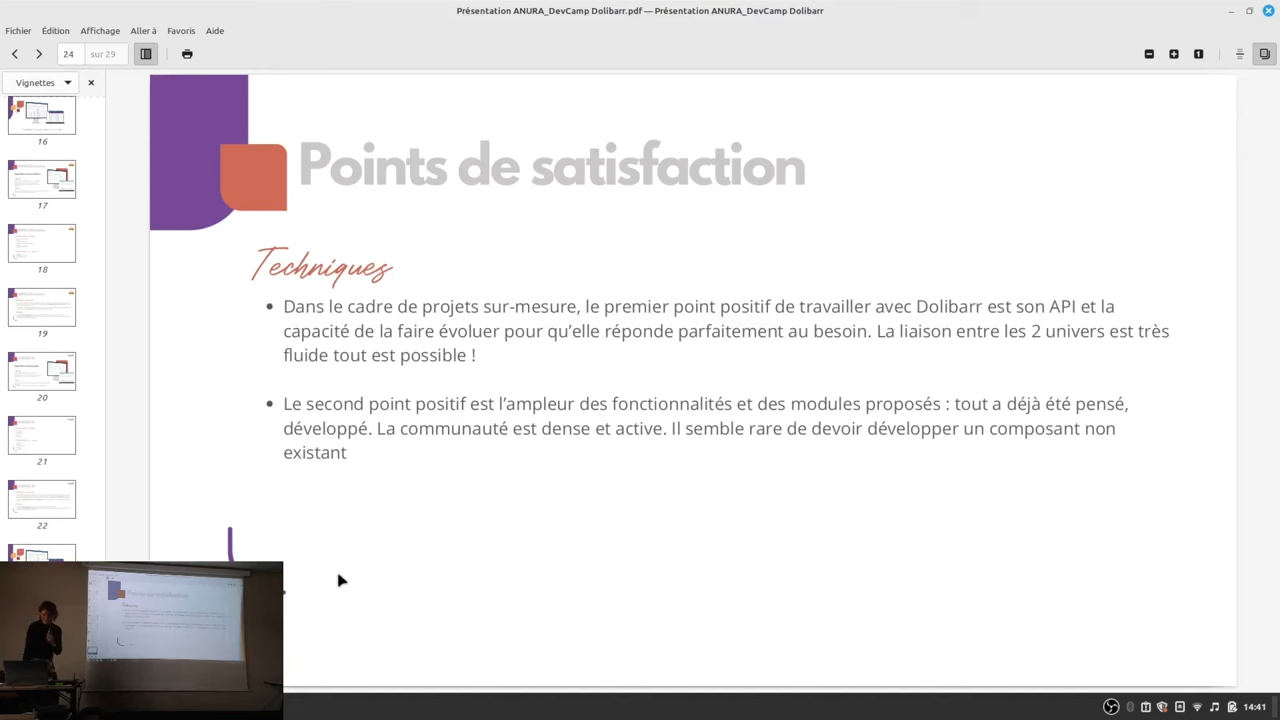 Présentation ANURA_DevCamp Dolibarr.pdf — Présentation ANURA_DevCamp Dolibarr
Fichier Édition Affichage Aller à Favoris Aide
24 sur 29
Vignettes
16
17
18
19
20
21
22
Points de satisfaction
Techniques
Dans le cadre de projets sur-mesure, le premier point positif de travailler avec Dolibarr est son API et la
capacité de la faire évoluer pour qu’elle réponde parfaitement au besoin. La liaison entre les 2 univers est très
fluide tout est possible !
Le second point positif est l’ampleur des fonctionnalités et des modules proposés : tout a déjà été pensé,
développé. La communauté est dense et active. Il semble rare de devoir développer un composant non
existant
Points de satisfaction
14:41